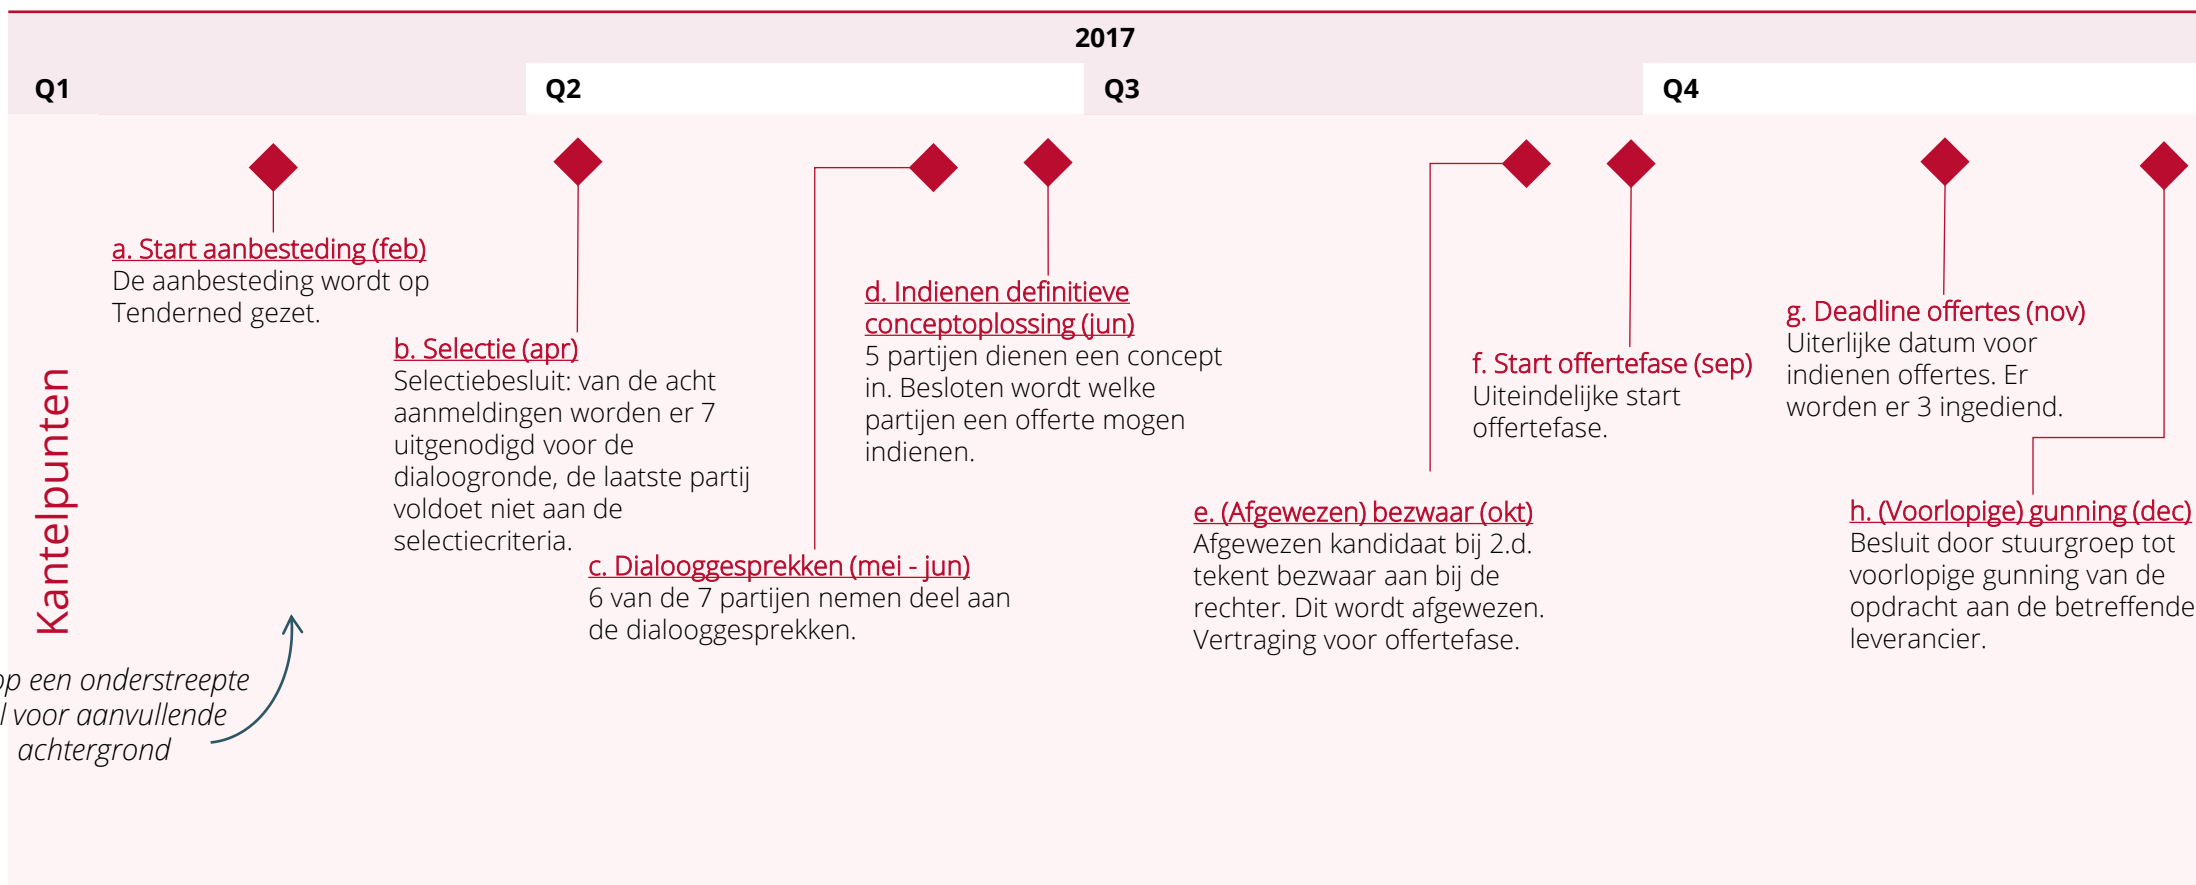 2017
Q1
Q2
Q3
Q4
Kantelpunten
a. Start aanbesteding (feb)
De aanbesteding wordt op
Tenderned gezet.
b. Selectie (apr)
Selectiebesluit: van de acht
aanmeldingen worden er 7
uitgenodigd voor de
dialoogronde, de laatste partij
voldoet niet aan de
selectiecriteria.
c. Dialooggesprekken (mei - jun)
6 van de 7 partijen nemen deel aan
de dialooggesprekken.
d. Indienen definitieve
conceptoplossing (jun)
5 partijen dienen een concept
in. Besloten wordt welke
partijen een offerte mogen
indienen.
e. (Afgewezen) bezwaar (okt)
Afgewezen kandidaat bij 2.d.
tekent bezwaar aan bij de
rechter. Dit wordt afgewezen.
Vertraging voor offertefase.
f. Start offertefase (sep)
Uiteindelijke start
offertefase.
g. Deadline offertes (nov)
Uiterlijke datum voor
indienen offertes. Er
worden er 3 ingediend.
h. (Voorlopige) gunning (dec)
Besluit door stuurgroep tot
voorlopige gunning van de
opdracht aan de betreffende
leverancier.
op een onderstreepte
voor aanvullende
achtergrond